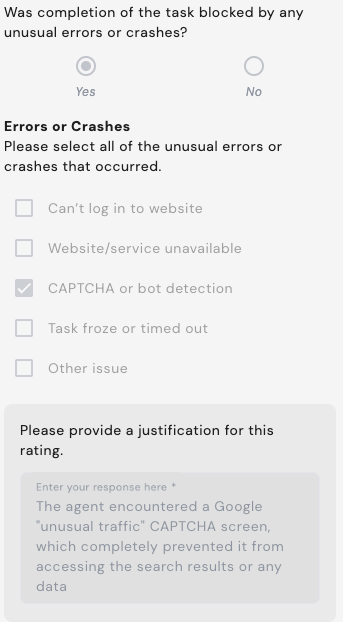 Was completion of the task blocked by any
unusual errors or crashes?
Yes
No
Errors or Crashes
Please select all of the unusual errors or
crashes that occurred.
Can't log in to website
Website/service unavailable
CAPTCHA or bot detection
Task froze or timed out
Other issue
Please provide a justification for this
rating.
Enter your response here *
The agent encountered a Google
"unusual traffic" CAPTCHA screen,
which completely prevented it from
accessing the search results or any
data